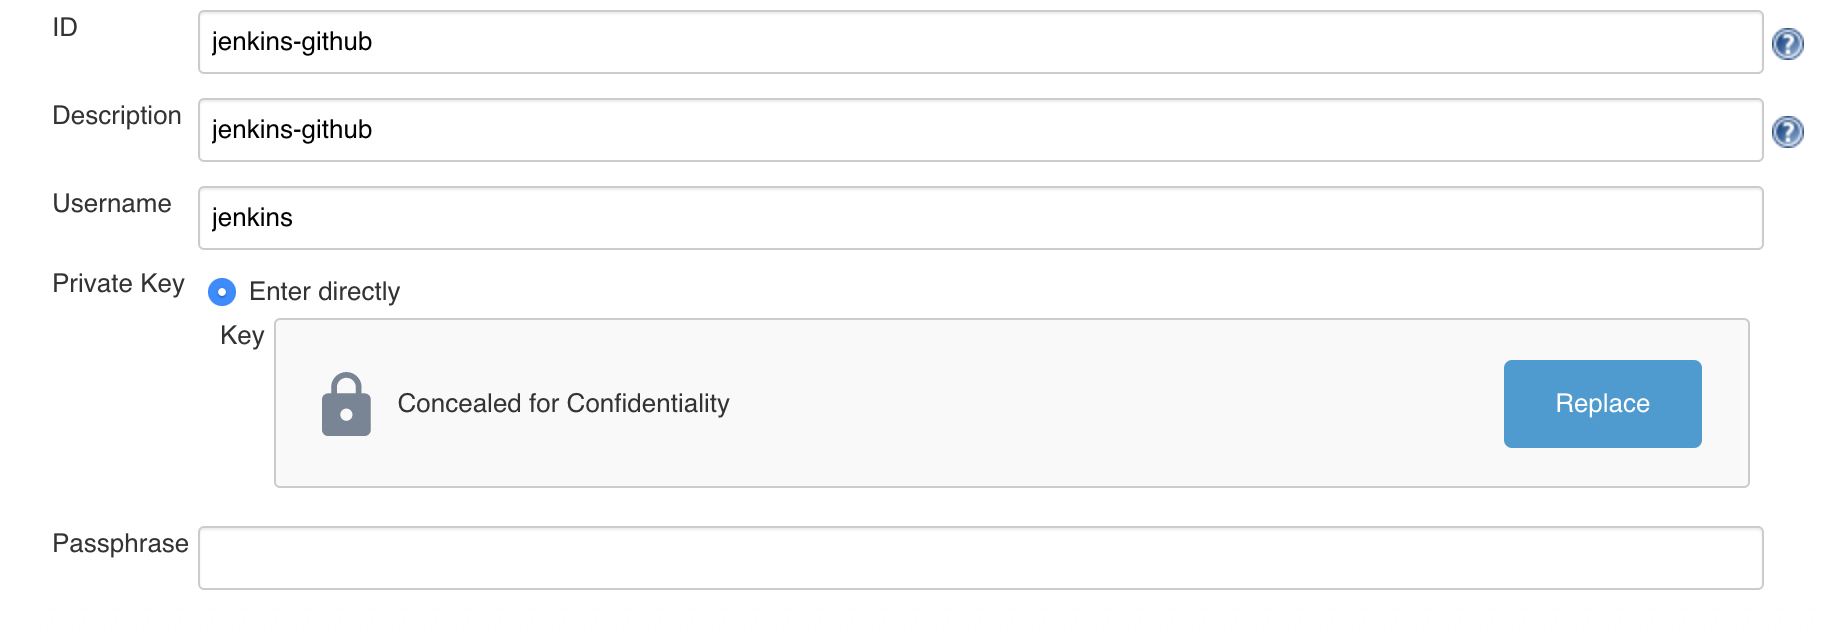 ID
jenkins-github
?
Description
jenkins-github
?
Username
jenkins
Private Key
Enter directly
Key
Concealed for Confidentiality
Replace
Passphrase